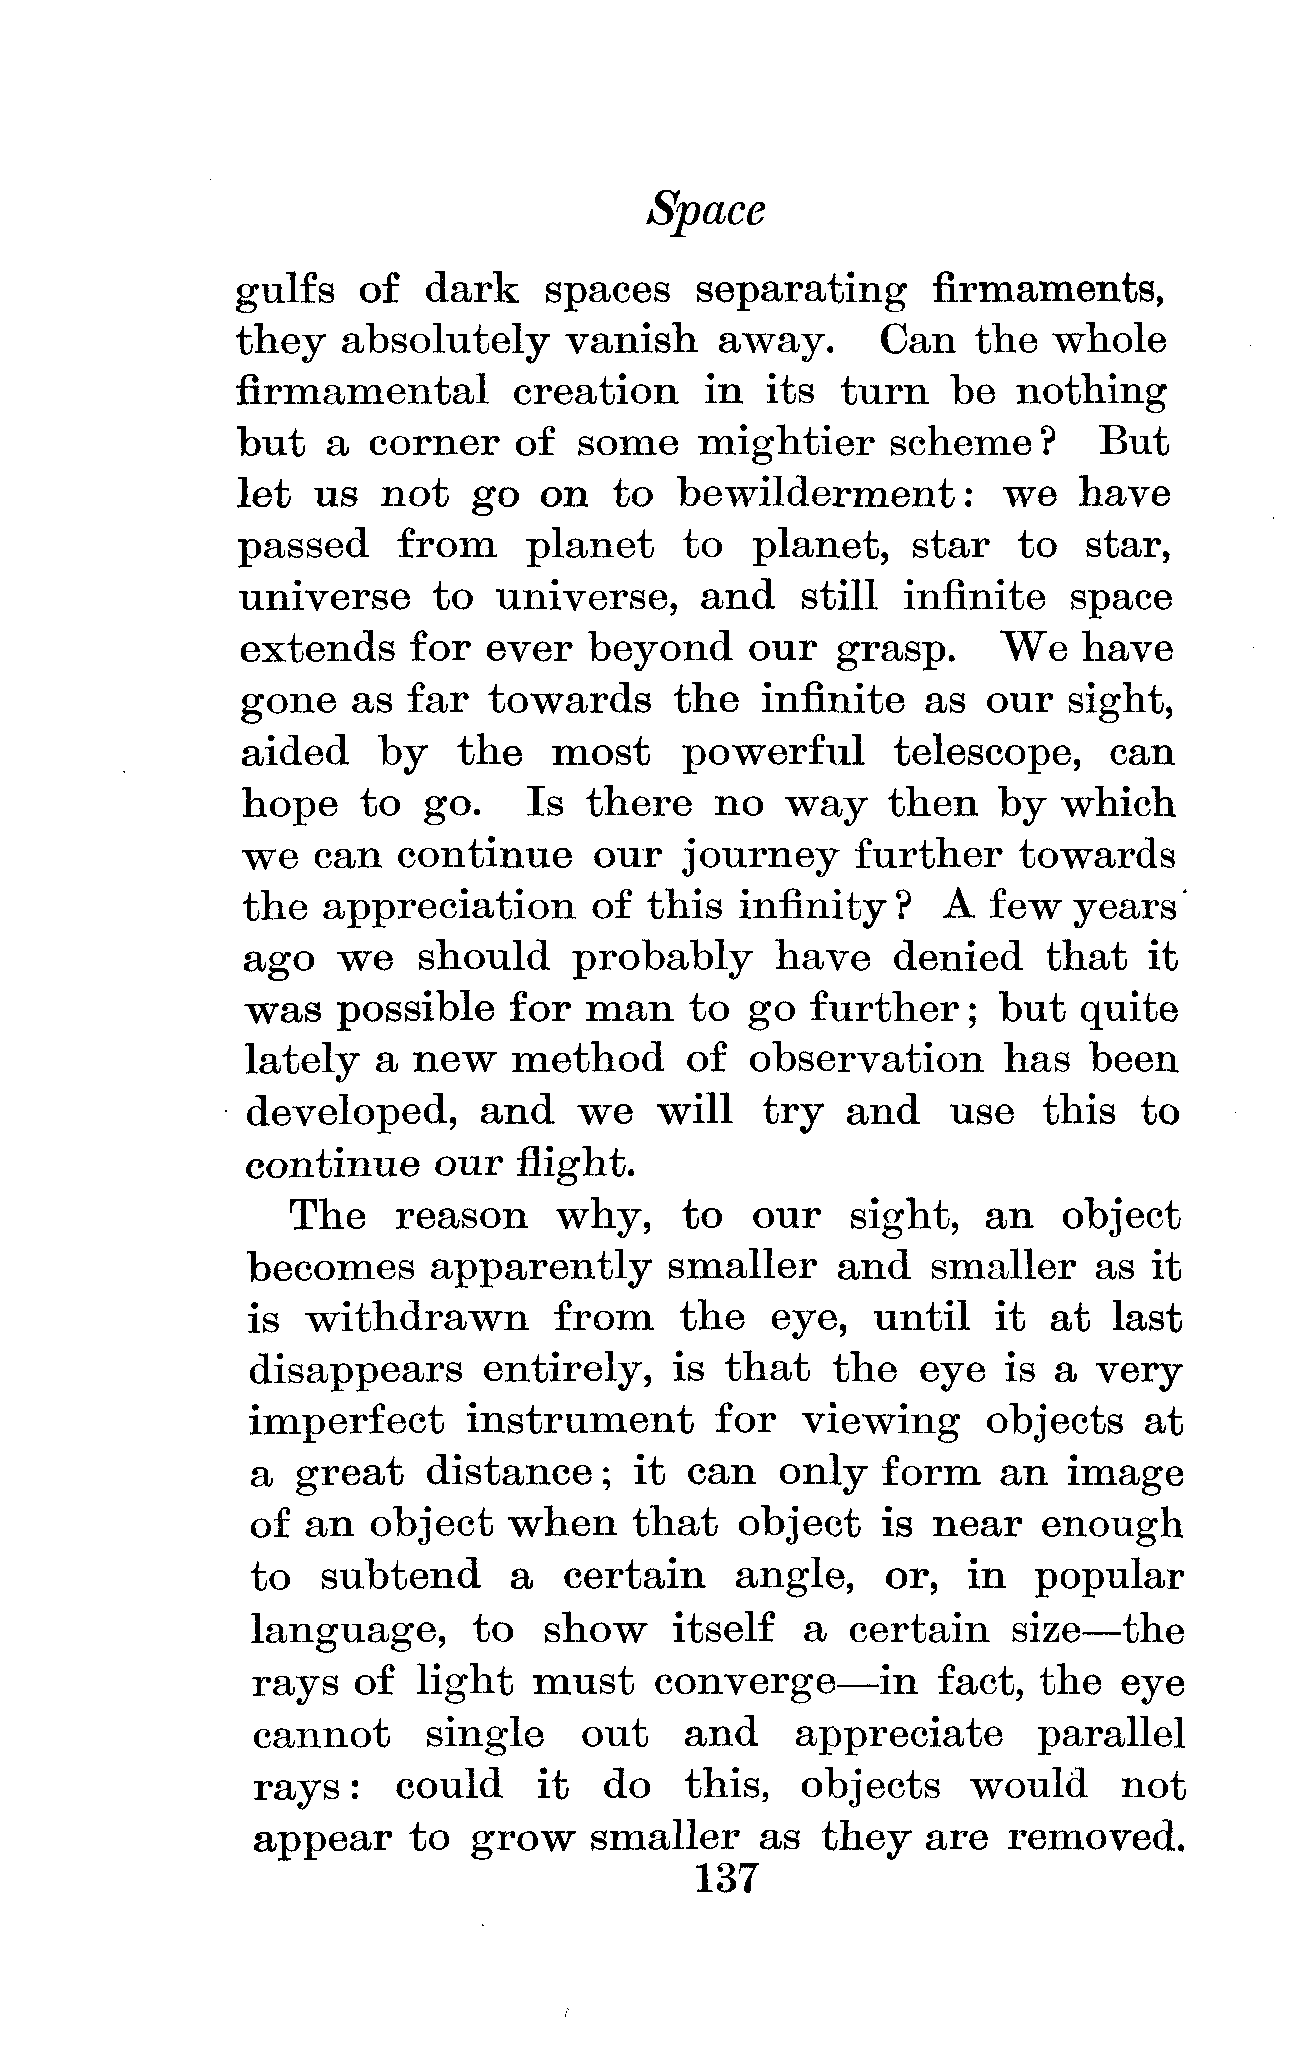 Space
gulfs of dark spaces separating firmaments,
they absolutely vanish away. Can the whole
firmamental creation in its turn be nothing
but a corner of some mightier scheme? But
let us not go on to bewilderment: we have
passed from planet to planet, star to star,
universe to universe, and still infinite space
extends for ever beyond our grasp. We have
gone as far towards the infinite as our sight,
aided by the most powerful telescope, can
hope to go. Is there no way then by which
we can continue our journey further towards
the appreciation of this infinity? A few years
ago we should probably have denied that it
was possible for man to go further; but quite
lately a new method of observation has been
developed, and we will try and use this to
continue our flight.
The reason why, to our sight, an object
becomes apparently smaller and smaller as it
is withdrawn from the eye, until it at last
disappears entirely, is that the eye is a very
imperfect instrument for viewing objects at
a great distance; it can only form an image
of an object when that object is near enough
to subtend a certain angle, or, in popular
language, to show itself a certain size—the
rays of light must converge—in fact, the eye
cannot single out and appreciate parallel
rays: could it do this, objects would not
appear to grow smaller as they are removed.
137